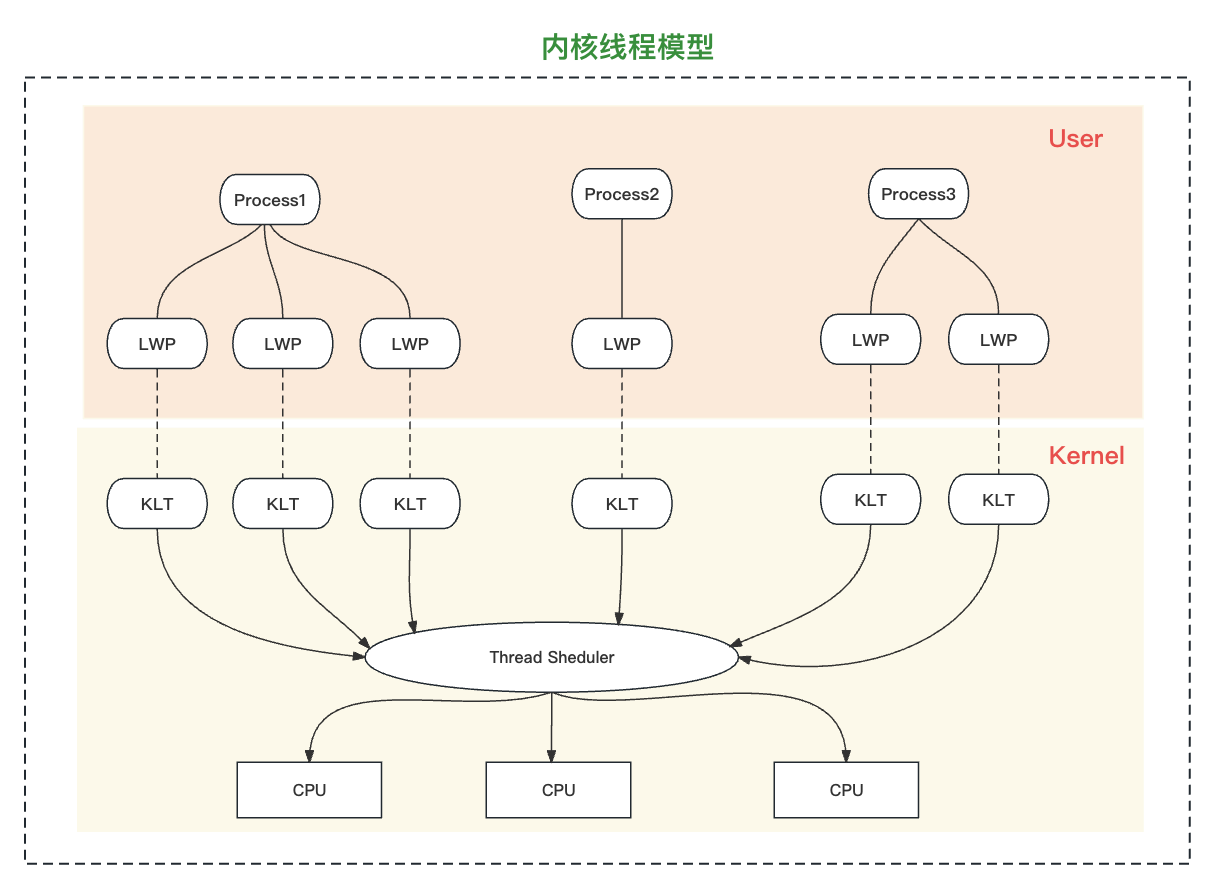 内核线程模型
User
Process1
Process2
Process3
LWP
LWP
LWP
LWP
LWP
LWP
Kernel
KLT
KLT
KLT
KLT
KLT
KLT
Thread Sheduler
CPU
CPU
CPU